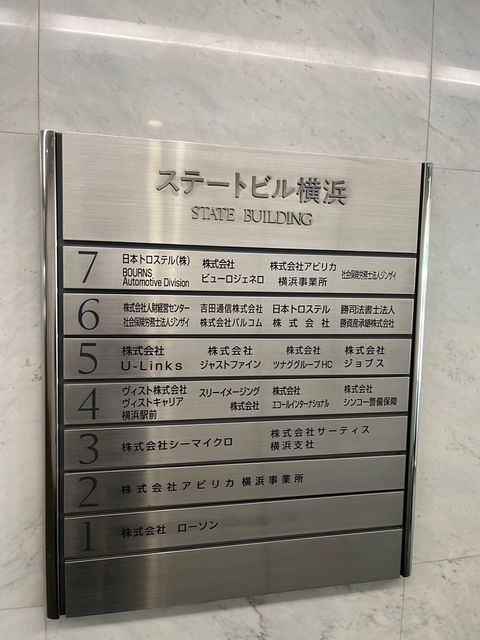 ステートビル横浜
STATE BUILDING
7
日本トロステル(株)
BOURNS
Automotive Division
株式会社
ピューロジェネロ
株式会社アビリカ
横浜事業所
社会保険労務士法人ジンザイ
6
株式会社人財経営センター
社会保険労務士法人ジンザイ
吉田通信株式会社
株式会社バルコム
日本トロステル
株式会社
勝司法書士法人
勝資産承継株式会社
5
株式会社
U-Links
株式会社
ジャストファイン
株式会社
ツナググループHC
株式会社
ジョブス
4
ヴィスト株式会社
ヴィストキャリア
横浜駅前
スリーイメージング
株式会社
株式会社
エコールインターナショナル
株式会社
シンコー警備保障
3
株式会社シーマイクロ
株式会社サーティス
横浜支社
2
株式会社アビリカ 横浜事業所
1
株式会社 ローソン